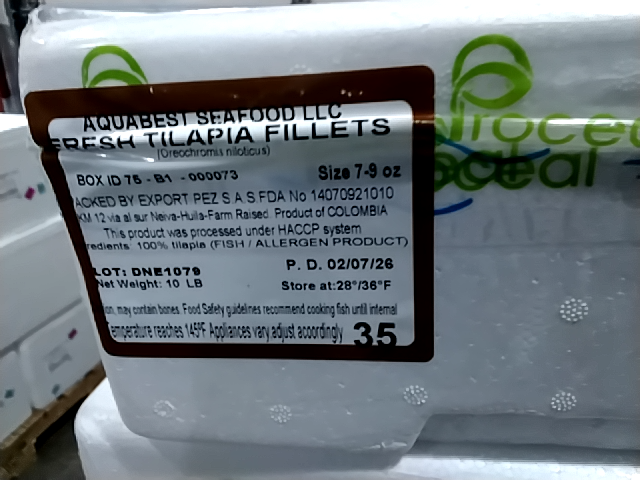 AQUABEST SEAFOOD LLC
FRESH TILAPIA FILLETS
(Orecchromis niloticus)
BOX ID 75 - B1 - 000073
Size 7-9 oz
ACKED BY EXPORT PEZ S.A.S FDA No 14070921010
KM 12 via al sur Neiva-Huila-Farm Raised. Product of COLOMBIA
This product was processed under HACCP system
redients: 100% tilapia (FISH / ALLERGEN PRODUCT)
LOT: DNE1079
P. D. 02/07/26
Net Weight: 10 LB
Store at:28°/36°F
on, may contain bones. Food Safety guidelines recommend cooking fish until internal
Temperature reaches 145ºF Appliances vary adjust acoordingly
35